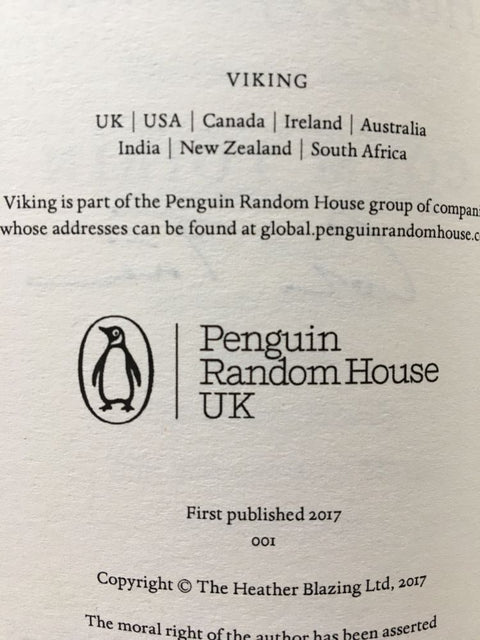 VIKING
UK | USA | Canada | Ireland | Australia
India | New Zealand | South Africa
Viking is part of the Penguin Random House group of
whose addresses can be found at
Penguin
Random House
UK
First published 2017
001
Copyright © The Heather Blazing Ltd, 2017
The moral right of the author has been asserted